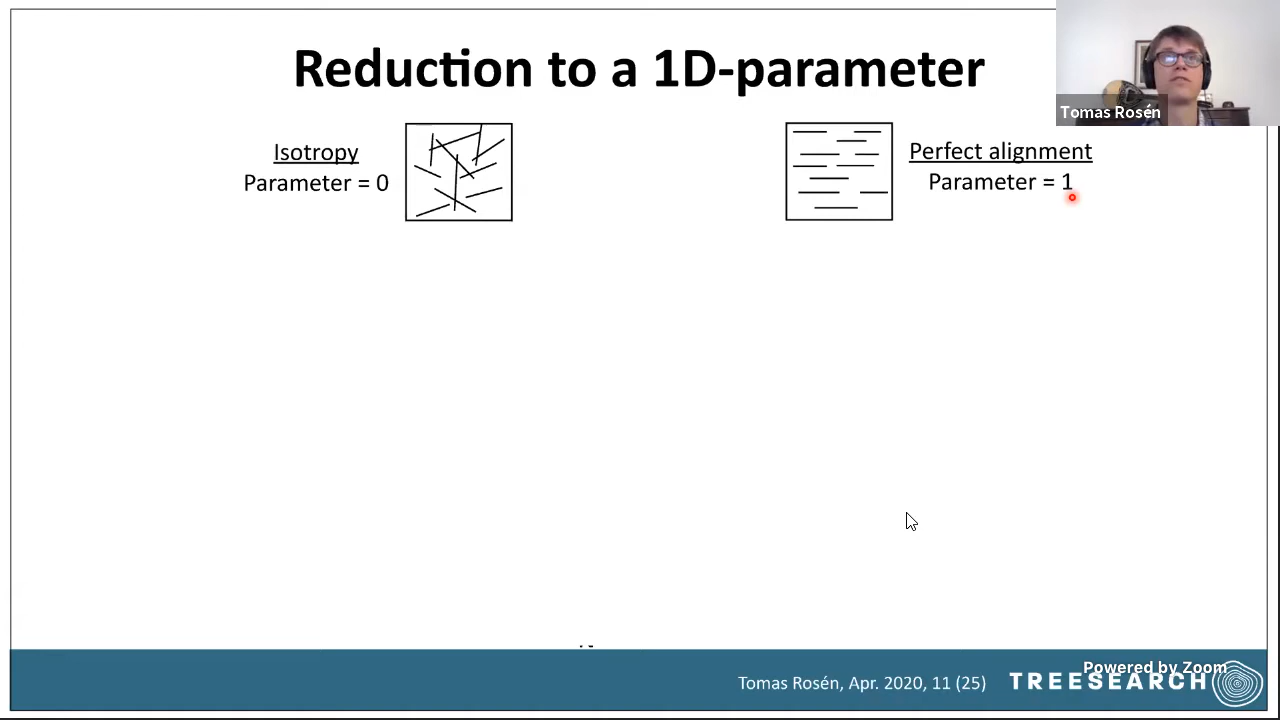 Reduction to a 1D-parameter
Tomas Rosén
Isotropy
Parameter = 0
Perfect alignment
Parameter = 1
Tomas Rosén, Apr. 2020, 11 (25)
TREESEARCH
Powered by Zoom